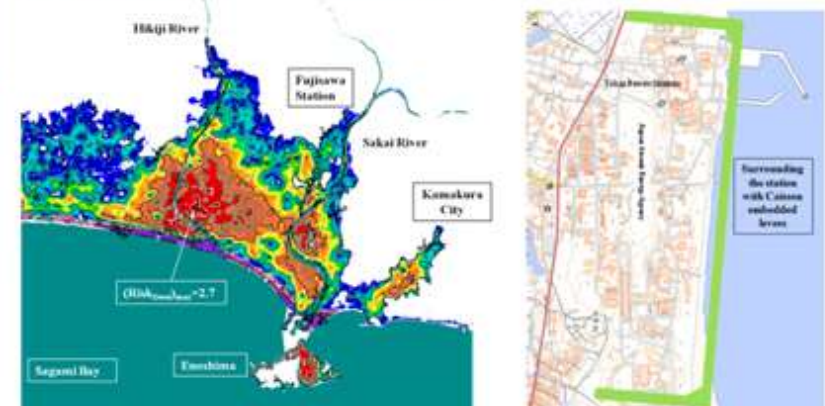 Hikiji River
Fujisawa
Station
Sakai River
Kamakura
City
=2.7
Sagami Bay
Enoshima
Surrounding
the station
with Caisson
embedded
levees